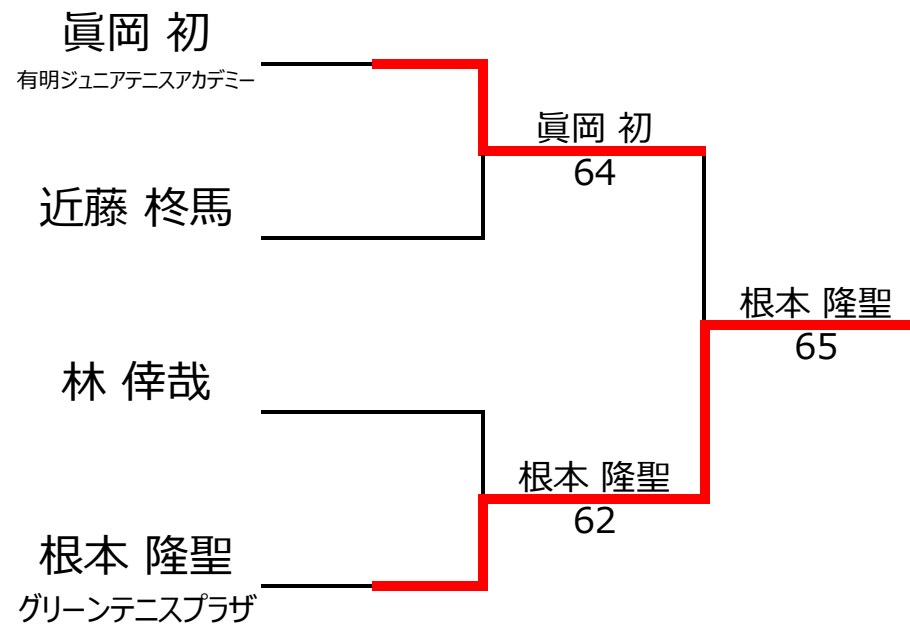 眞岡 初
有明ジュニアテニスアカデミー
眞岡 初
64
近藤 柊馬
根本 隆聖
65
林 倖哉
根本 隆聖
62
根本 隆聖
グリーンテニスプラザ